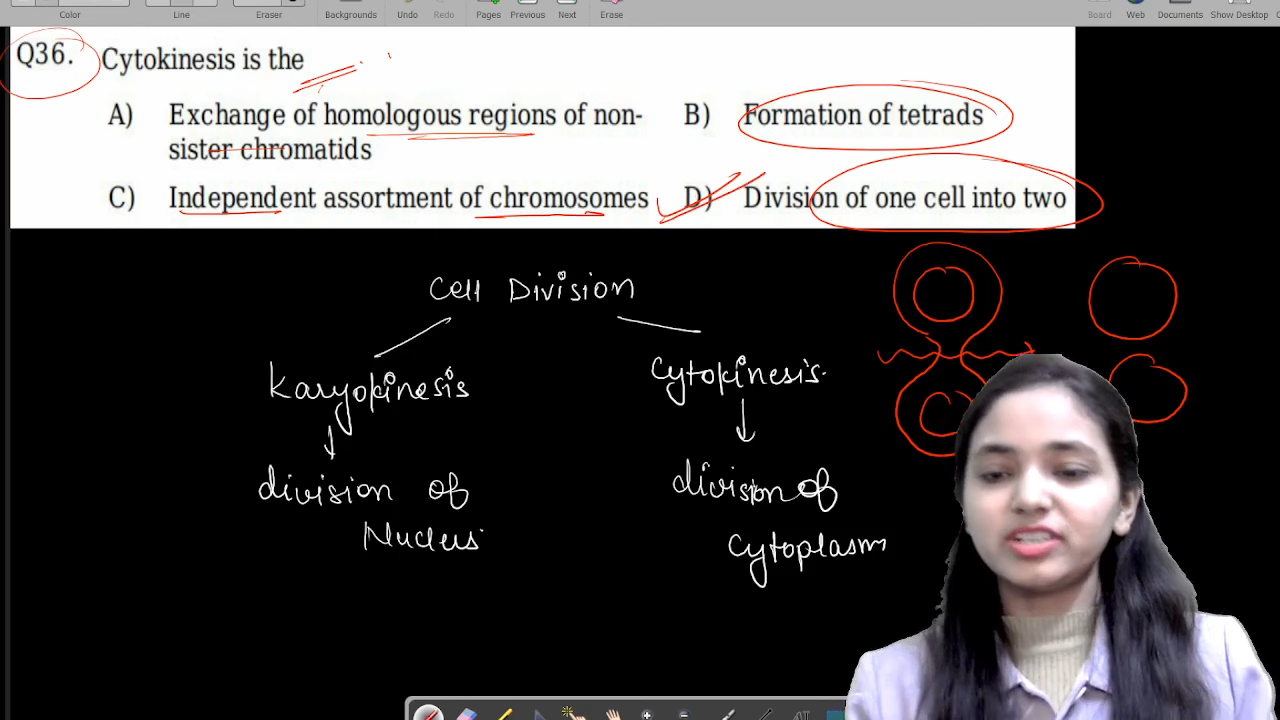 Color Line Eraser Backgrounds Undo Redo Pages Previous Next Erase Board Web Documents Show Desktop
Q36. Cytokinesis is the
A) Exchange of homologous regions of non-
sister chromatids
B) Formation of tetrads
C) Independent assortment of chromosomes
D) Division of one cell into two
Cell Division
Karyokinesis
Cytokinesis
division of
Nucleus
division of
Cytoplasm